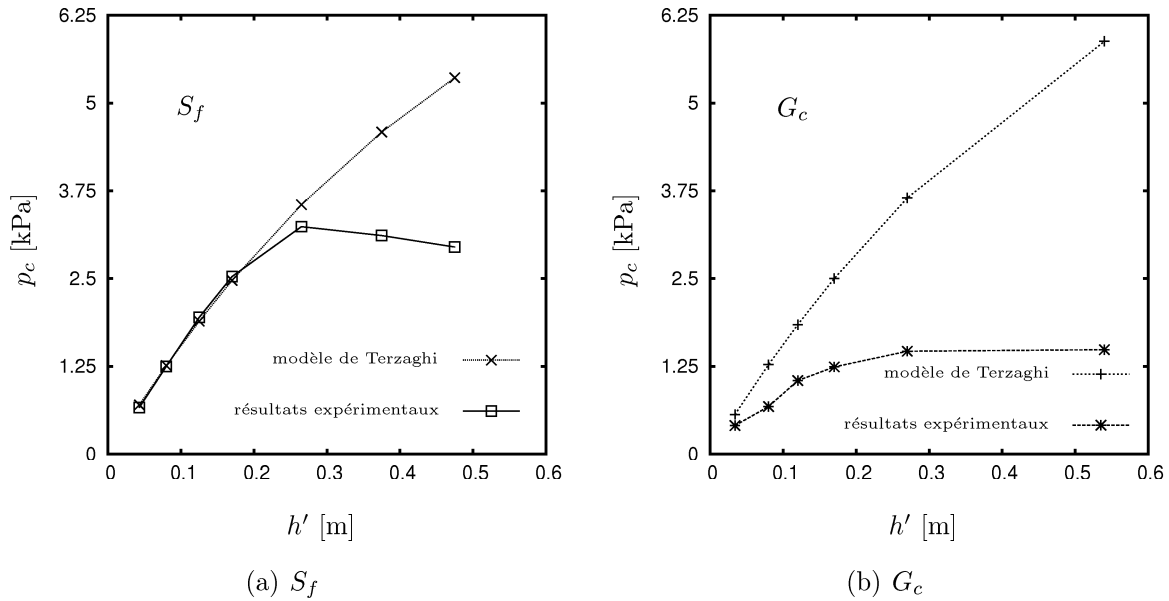 6.25
5
3.75
2.5
1.25
0
p_c [kPa]
S_f
modèle de Terzaghi
résultats expérimentaux
0 0.1 0.2 0.3 0.4 0.5 0.6
h′ [m]
(a) S_f
6.25
5
3.75
2.5
1.25
0
p_c [kPa]
G_c
modèle de Terzaghi
résultats expérimentaux
0 0.1 0.2 0.3 0.4 0.5 0.6
h′ [m]
(b) G_c